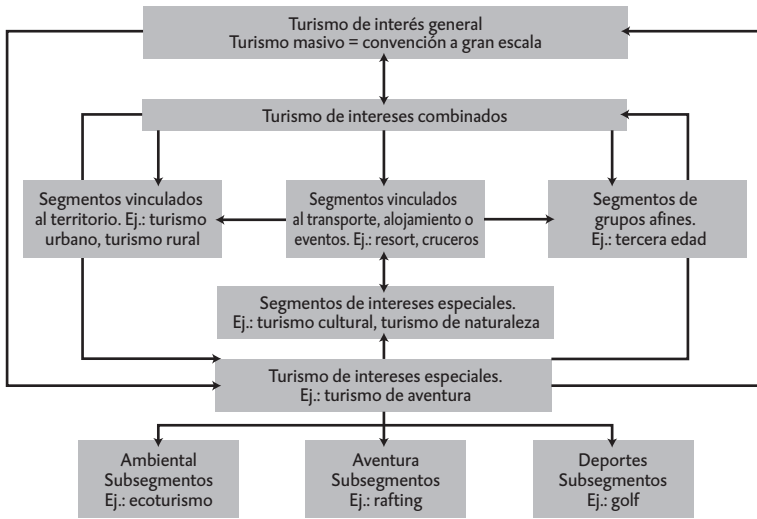 Turismo de interés general
Turismo masivo = convención a gran escala
Turismo de intereses combinados
Segmentos vinculados
al territorio. Ej.: turismo
urbano, turismo rural
Segmentos vinculados
al transporte, alojamiento o
eventos. Ej.: resort, cruceros
Segmentos de
grupos afines.
Ej.: tercera edad
Segmentos de intereses especiales.
Ej.: turismo cultural, turismo de naturaleza
Turismo de intereses especiales.
Ej.: turismo de aventura
Ambiental
Subsegmentos
Ej.: ecoturismo
Aventura
Subsegmentos
Ej.: rafting
Deportes
Subsegmentos
Ej.: golf